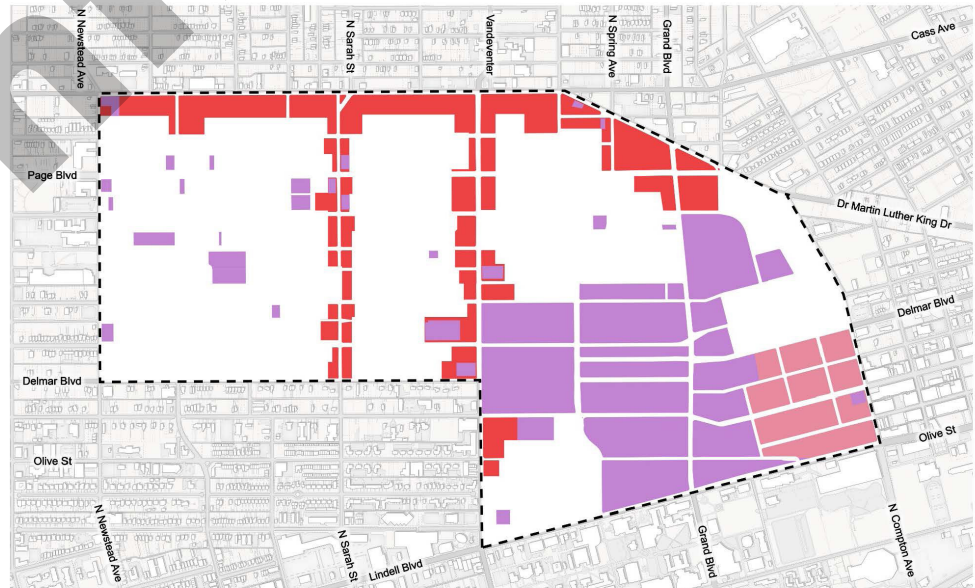 N Newstead Ave
N Sarah St
Vandeventer
N Spring Ave
Grand Blvd
Cass Ave
Page Blvd
Dr Martin Luther King Dr
Delmar Blvd
Delmar Blvd
Olive St
Olive St
N Newstead Ave
N Sarah St
Lindell Blvd
Grand Blvd
N Compton Ave